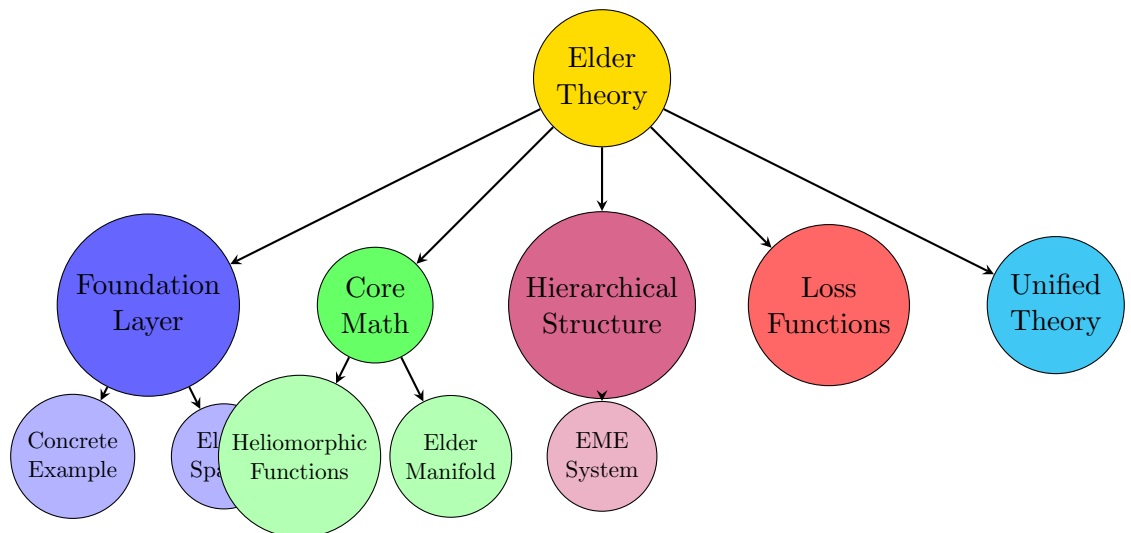 Elder
Theory
Foundation
Layer
Core
Math
Hierarchical
Structure
Loss
Functions
Unified
Theory
Concrete
Example
Heliomorphic
Functions
Elder
Manifold
EME
System